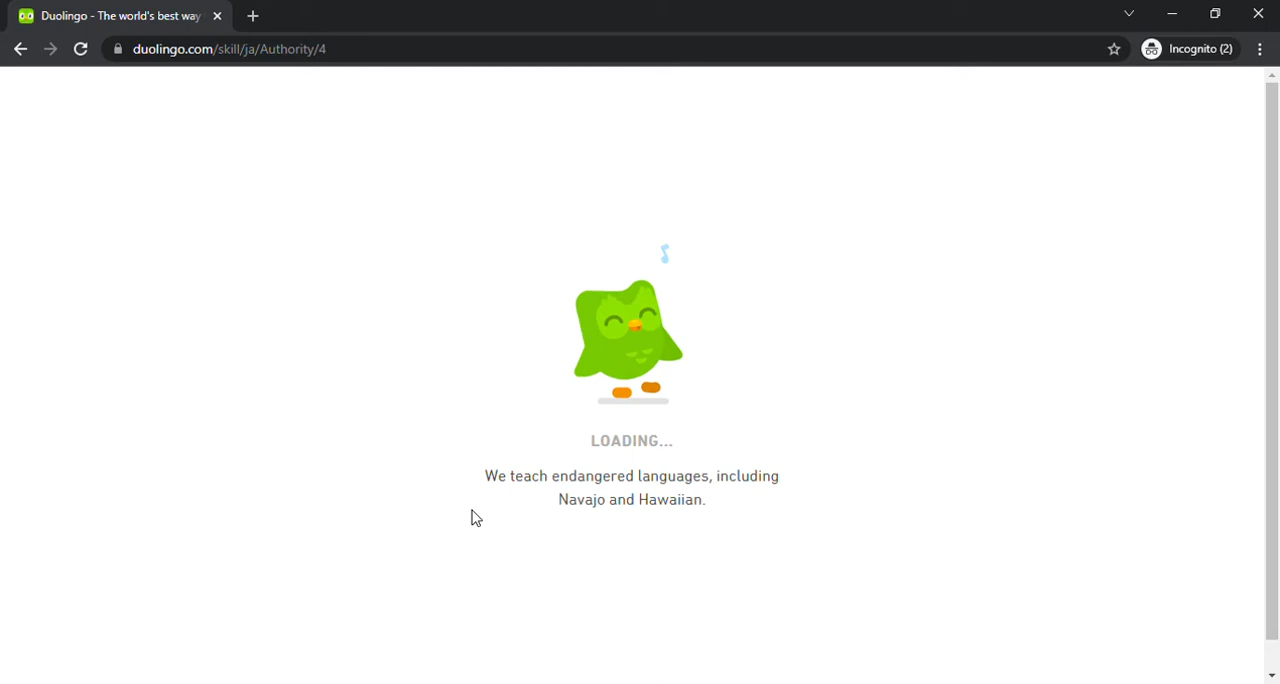 Duolingo - The world's best way
duolingo.com/skill/ja/Authority/4
Incognito (2)
LOADING...
We teach endangered languages, including
Navajo and Hawaiian.